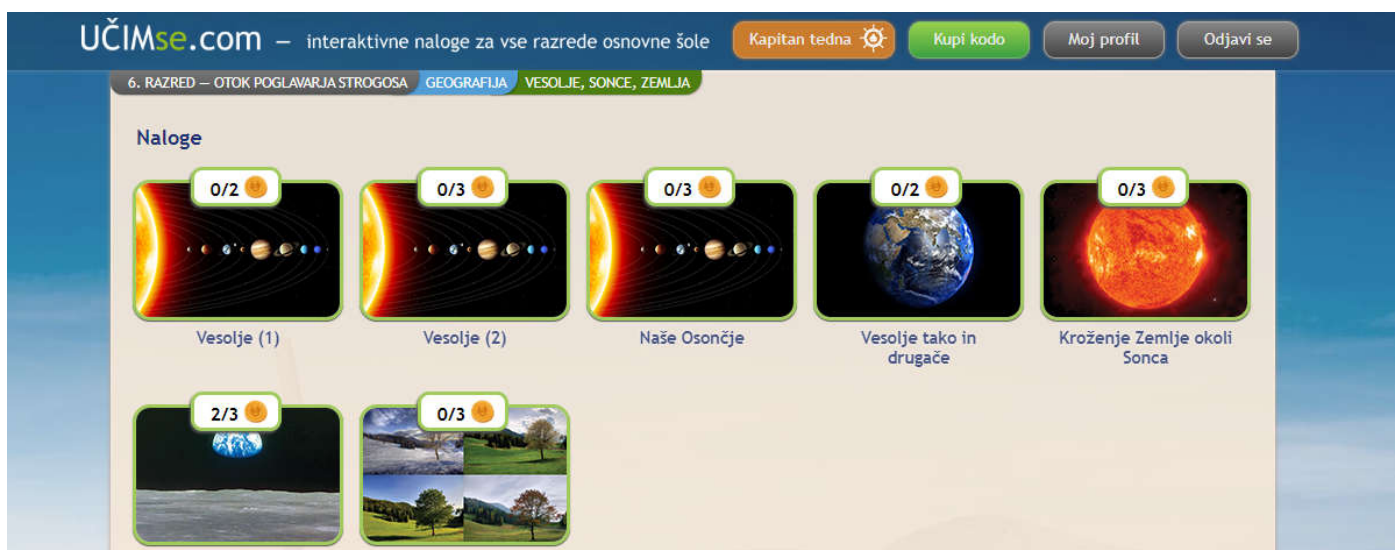 UČIMse.com – interaktivne naloge za vse razrede osnovne šole
Kapitan tedna
Kupi kodo
Moj profil
Odjavi se
6. RAZRED – OTOK POGLAVARJA STROGOSA
GEOGRAFIJA
VESOLJE, SONCE, ZEMLJA
Naloge
0/2
0/3
0/3
0/2
0/3
Vesolje (1)
Vesolje (2)
Naše Osončje
Vesolje tako in
drugače
Kroženje Zemlje okoli
Sonca
2/3
0/3